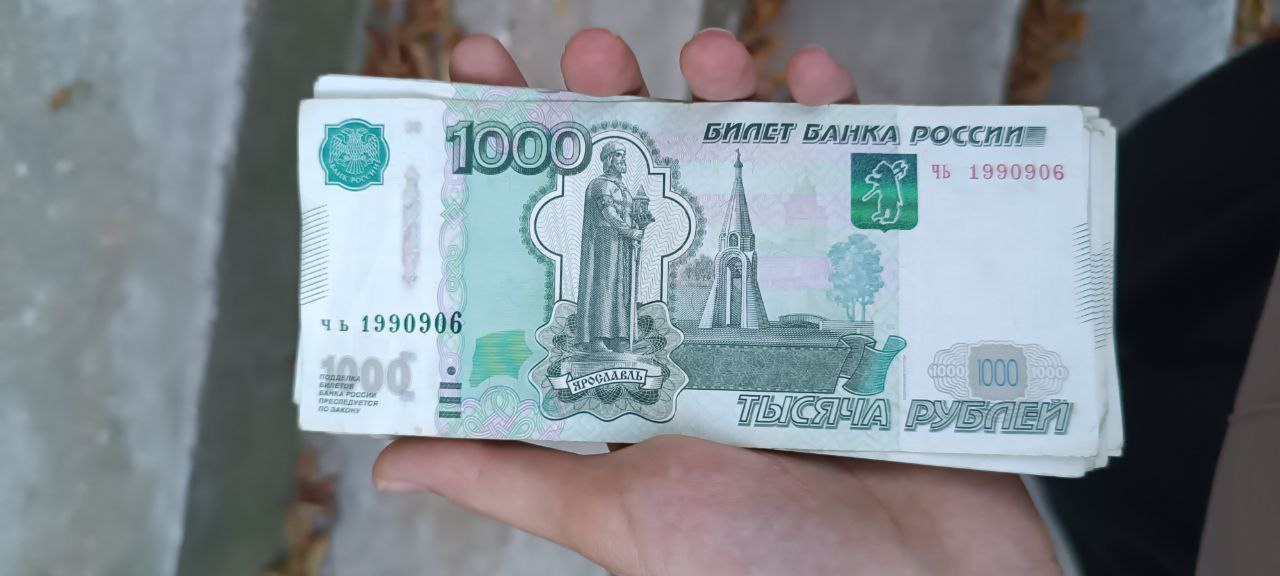 1000
БИЛЕТ БАНКА РОССИИ
БАНК РОССИИ
ЧЬ 1990906
чь 1990906
1000
ПОДДЕЛКА
БИЛЕТОВ
БАНКА РОССИИ
ПРЕСЛЕДУЕТСЯ
ПО ЗАКОНУ
ЯРОСЛАВЛЬ
1000 1000 1000
ТЫСЯЧА РУБЛЕЙ